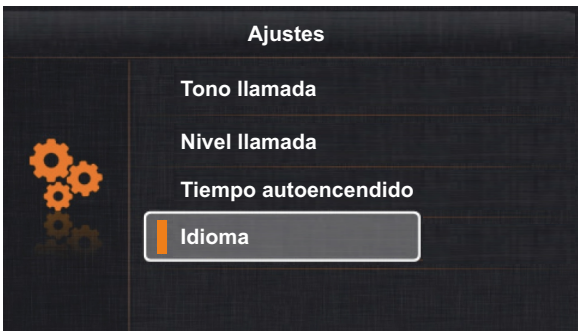 Ajustes
Tono llamada
Nivel llamada
Tiempo autoencendido
Idioma